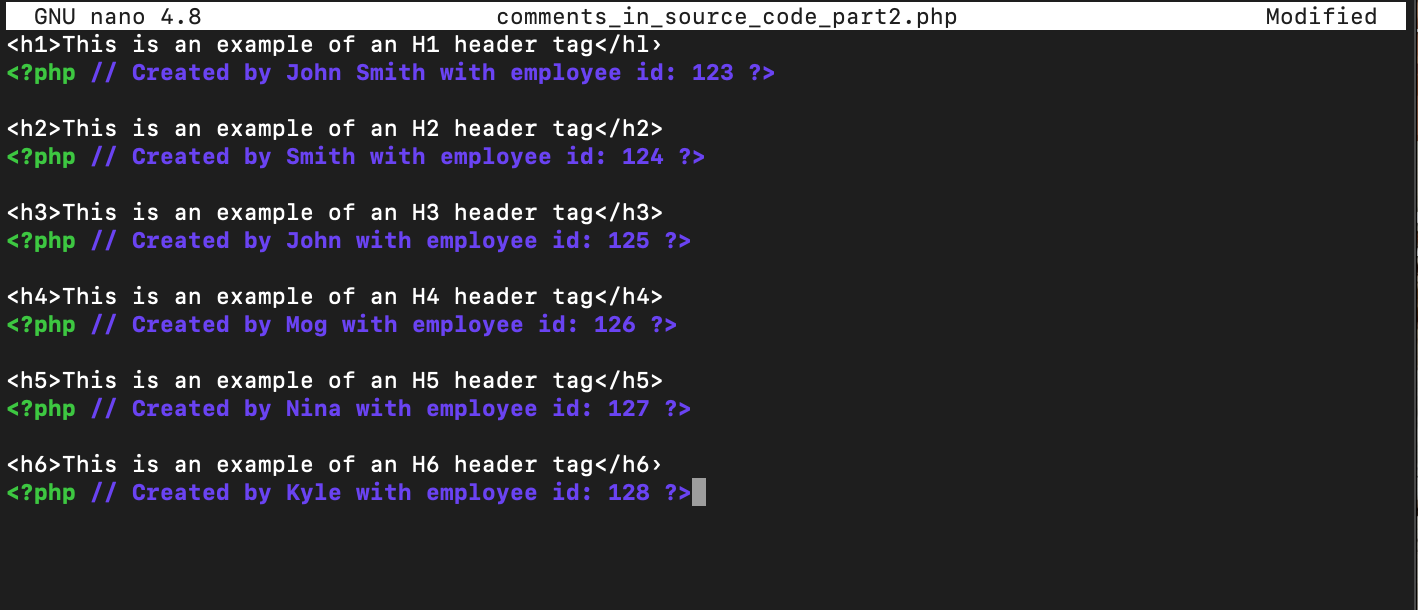 GNU nano 4.8 comments_in_source_code_part2.php Modified
<h1>This is an example of an H1 header tag</hl›
<?php // Created by John Smith with employee id: 123 ?>
<h2>This is an example of an H2 header tag</h2>
<?php // Created by Smith with employee id: 124 ?>
<h3>This is an example of an H3 header tag</h3>
<?php // Created by John with employee id: 125 ?>
<h4>This is an example of an H4 header tag</h4>
<?php // Created by Mog with employee id: 126 ?>
<h5>This is an example of an H5 header tag</h5>
<?php // Created by Nina with employee id: 127 ?>
<h6>This is an example of an H6 header tag</h6›
<?php // Created by Kyle with employee id: 128 ?>